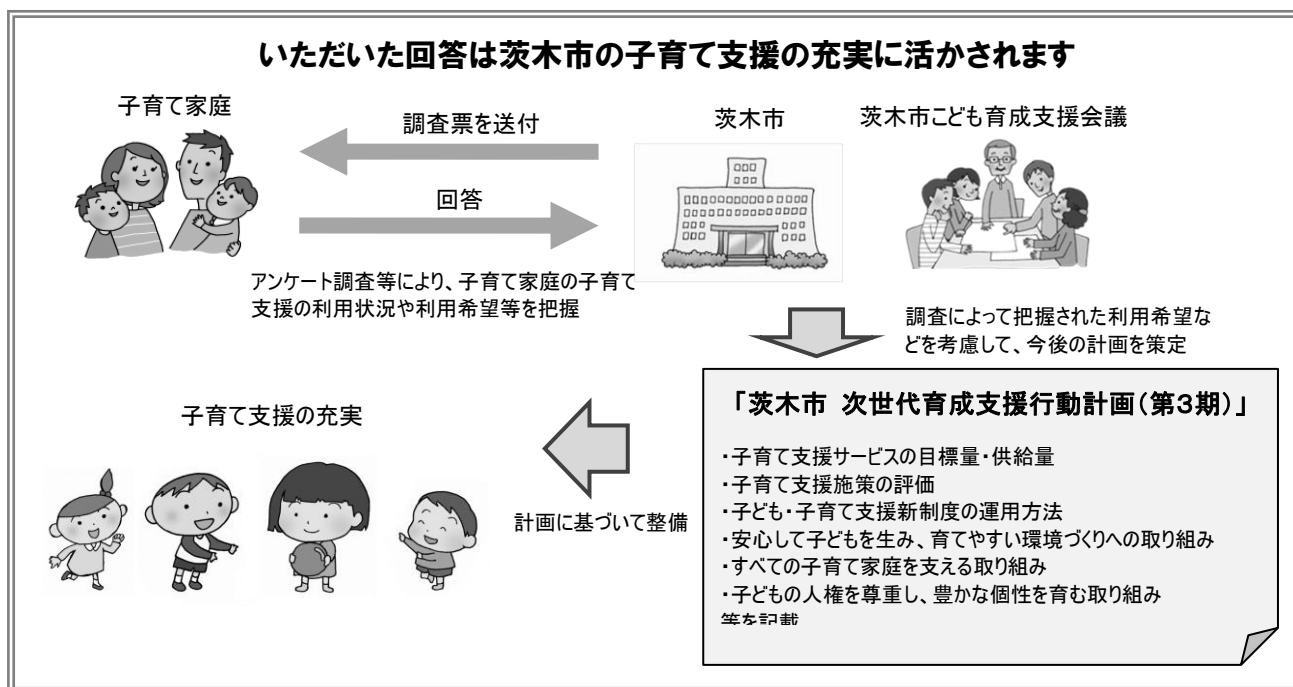 いただいた回答は茨木市の子育て支援の充実に活かされます
子育て家庭
調査票を送付
茨木市
茨木市こども育成支援会議
回答
アンケート調査等により、子育て家庭の子育て
支援の利用状況や利用希望等を把握
調査によって把握された利用希望な
どを考慮して、今後の計画を策定
「茨木市 次世代育成支援行動計画(第3期)」
・子育て支援サービスの目標量・供給量
・子育て支援施策の評価
・子ども・子育て支援新制度の運用方法
・安心して子どもを生み、育てやすい環境づくりへの取り組み
・すべての子育て家庭を支える取り組み
・子どもの人権を尊重し、豊かな個性を育む取り組み
等を記載
計画に基づいて整備
子育て支援の充実